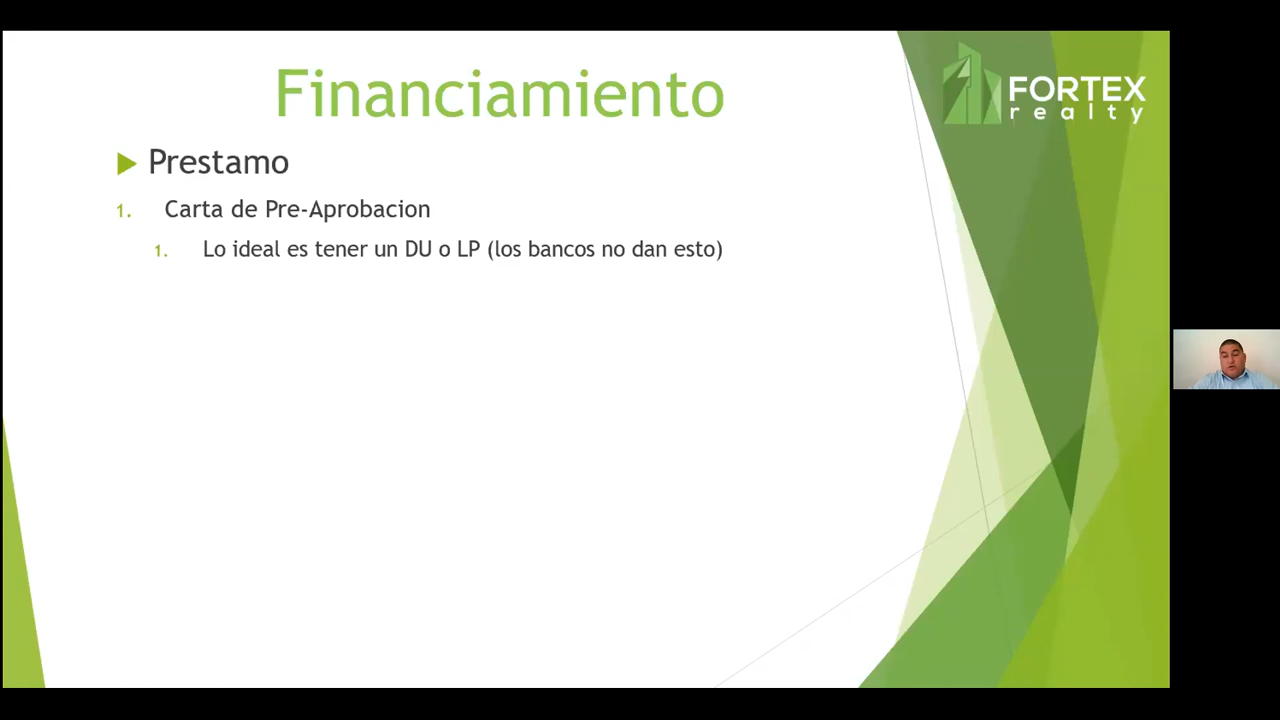 Financiamiento
FORTEX
realty
Prestamo
1. Carta de Pre-Aprobacion
1. Lo ideal es tener un DU o LP (los bancos no dan esto)